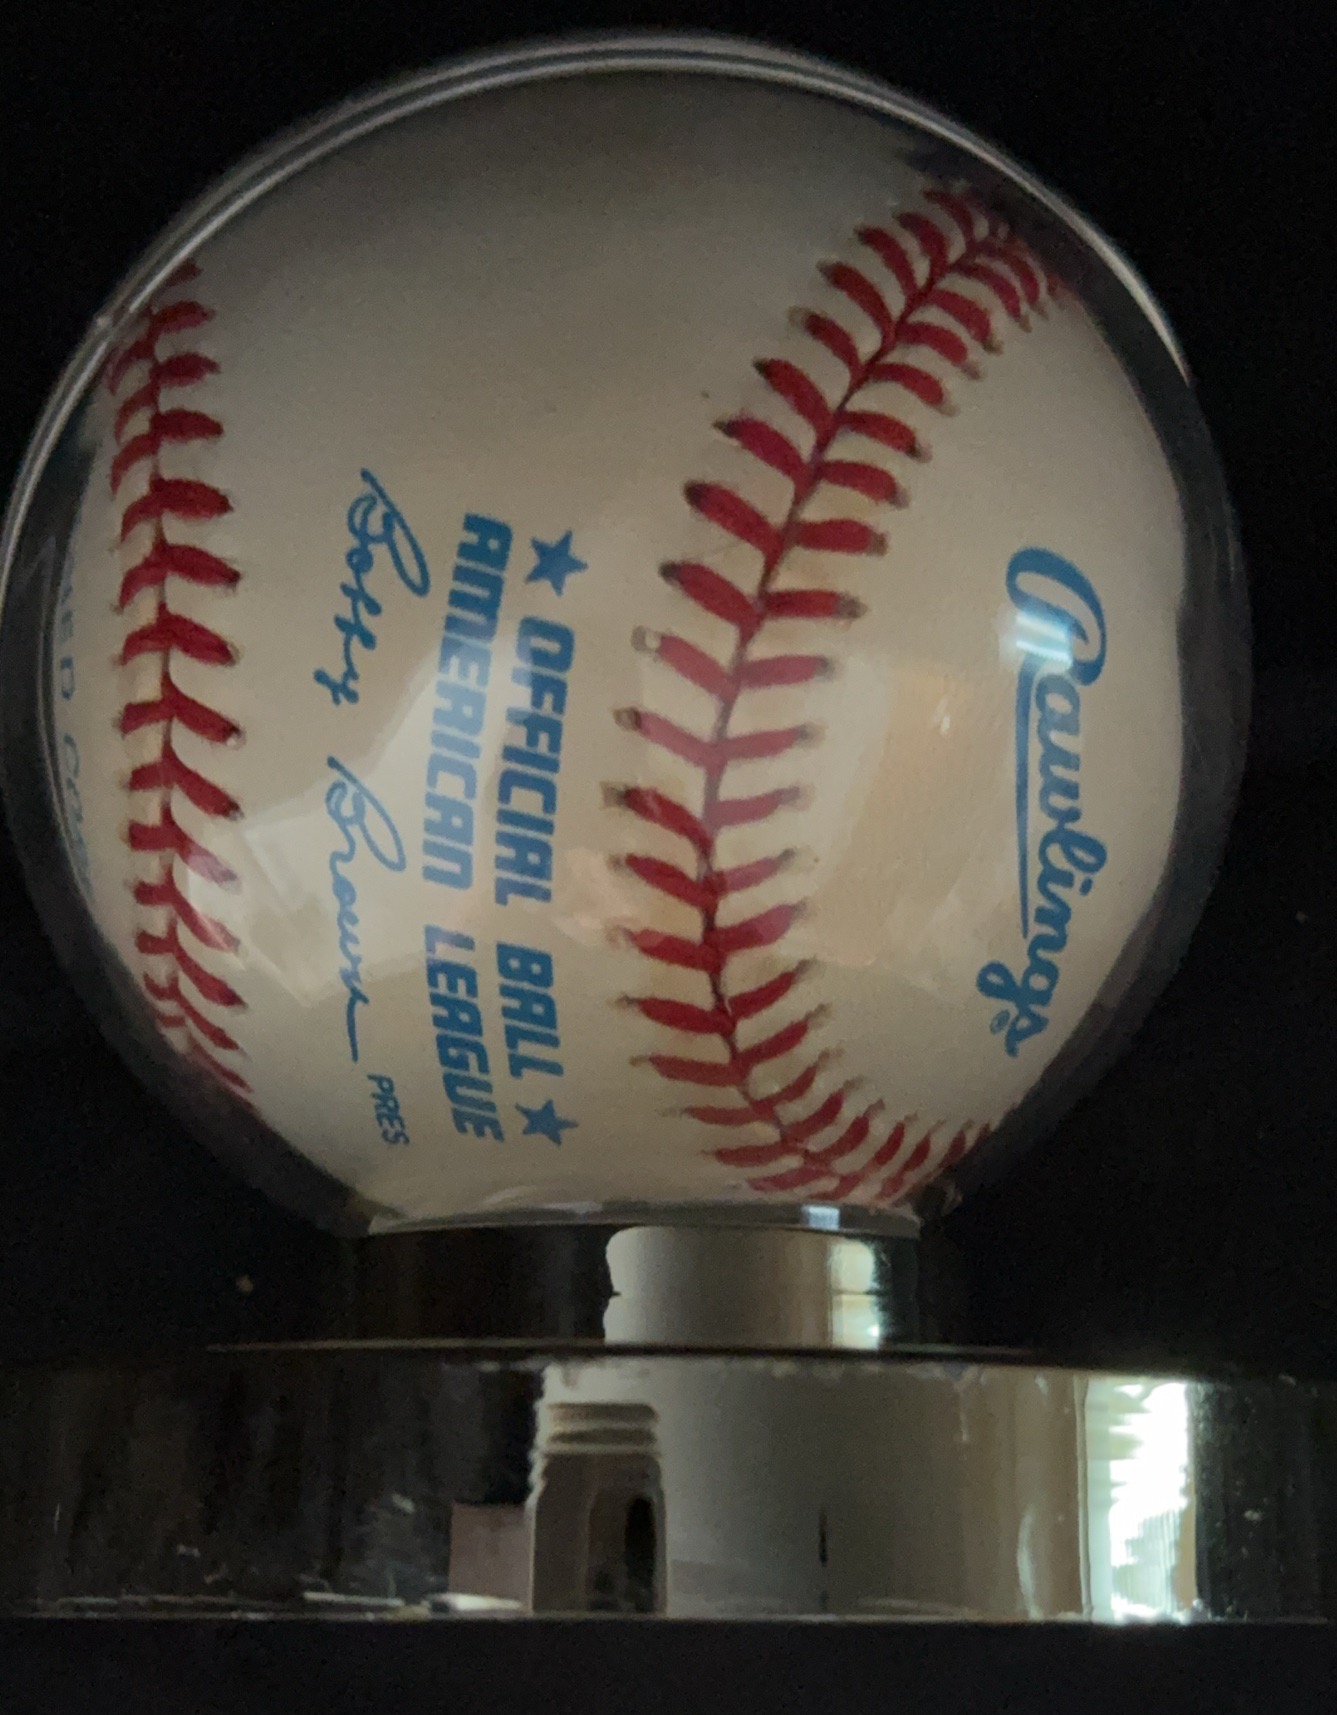 ★ OFFICIAL BALL ★
AMERICAN LEAGUE
Bobby Brown PRES
Rawlings®